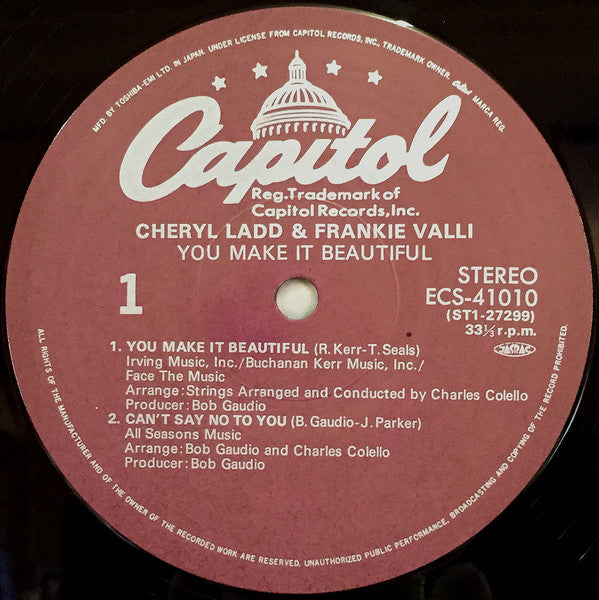 MFD. BY TOSHIBA-EMI LTD. IN JAPAN. UNDER LICENSE FROM CAPITOL RECORDS, INC., TRADEMARK OWNER. Capitol MARCA REG.
Capitol
Reg.Trademark of
Capitol Records,Inc.
CHERYL LADD & FRANKIE VALLI
YOU MAKE IT BEAUTIFUL
1
STEREO
ECS-41010
(ST1-27299)
33⅓ r.p.m.
JASRAC
1. YOU MAKE IT BEAUTIFUL (R. Kerr-T. Seals)
Irving Music, Inc./Buchanan Kerr Music, Inc./
Face The Music
Arrange:Strings Arranged and Conducted by Charles Colello
Producer: Bob Gaudio
2. CAN'T SAY NO TO YOU (B. Gaudio-J. Parker)
All Seasons Music
Arrange: Bob Gaudio and Charles Colello
Producer: Bob Gaudio
ALL RIGHTS OF THE MANUFACTURER AND OF THE OWNER OF THE RECORDED WORK ARE RESERVED. UNAUTHORIZED PUBLIC PERFORMANCE, BROADCASTING AND COPYING OF THE RECORD PROHIBITED.